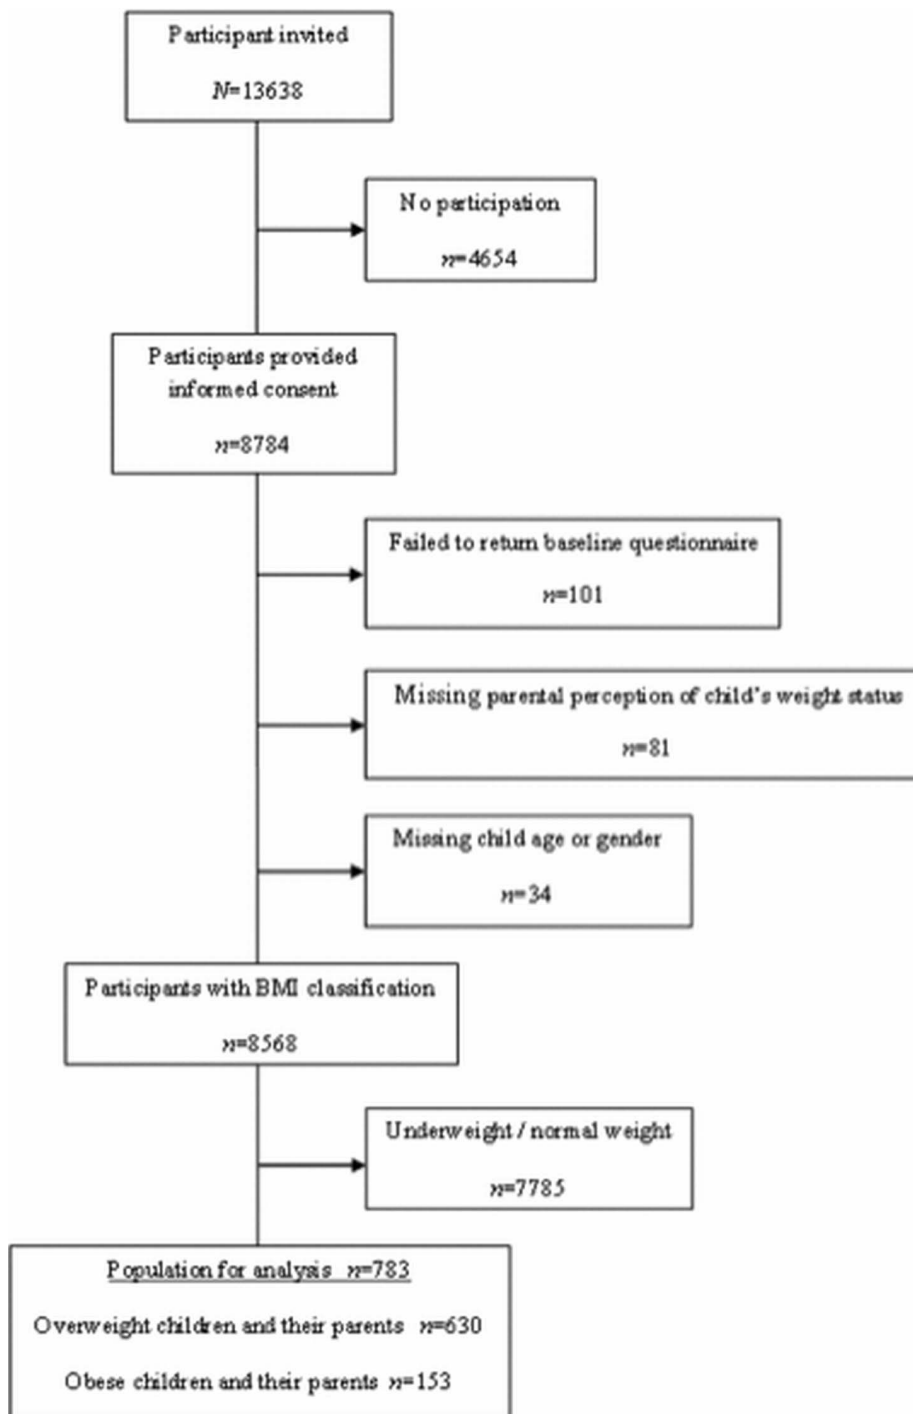 Participant invited
N=13638
No participation
n=4654
Participants provided
informed consent
n=8784
Failed to return baseline questionnaire
n=101
Missing parental perception of child's weight status
n=81
Missing child age or gender
n=34
Participants with BMI classification
n=8568
Underweight / normal weight
n=7785
Population for analysis n=783
Overweight children and their parents n=630
Obese children and their parents n=153